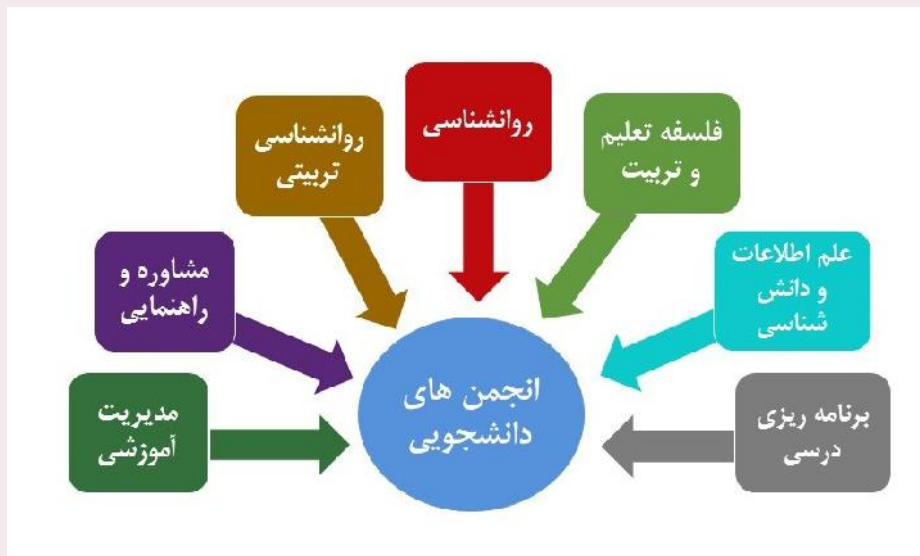 روانشناسی
فلسفه تعلیم
و تربیت
روانشناسی
تربیتی
علم اطلاعات
و دانش
شناسی
مشاوره و
راهنمایی
برنامه ریزی
درسی
مدیریت
آموزشی
انجمن های
دانشجویی